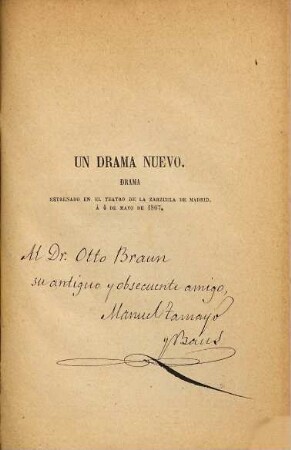 UN DRAMA NUEVO.
DRAMA
ESTRENADO EN EL TEATRO DE LA ZARZUELA DE MADRID,
Á 4 DE MAYO DE 1867.
Al Dr. Otto Braun
su antiguo y obsecuente amigo,
Manuel Tamayo
y Baus